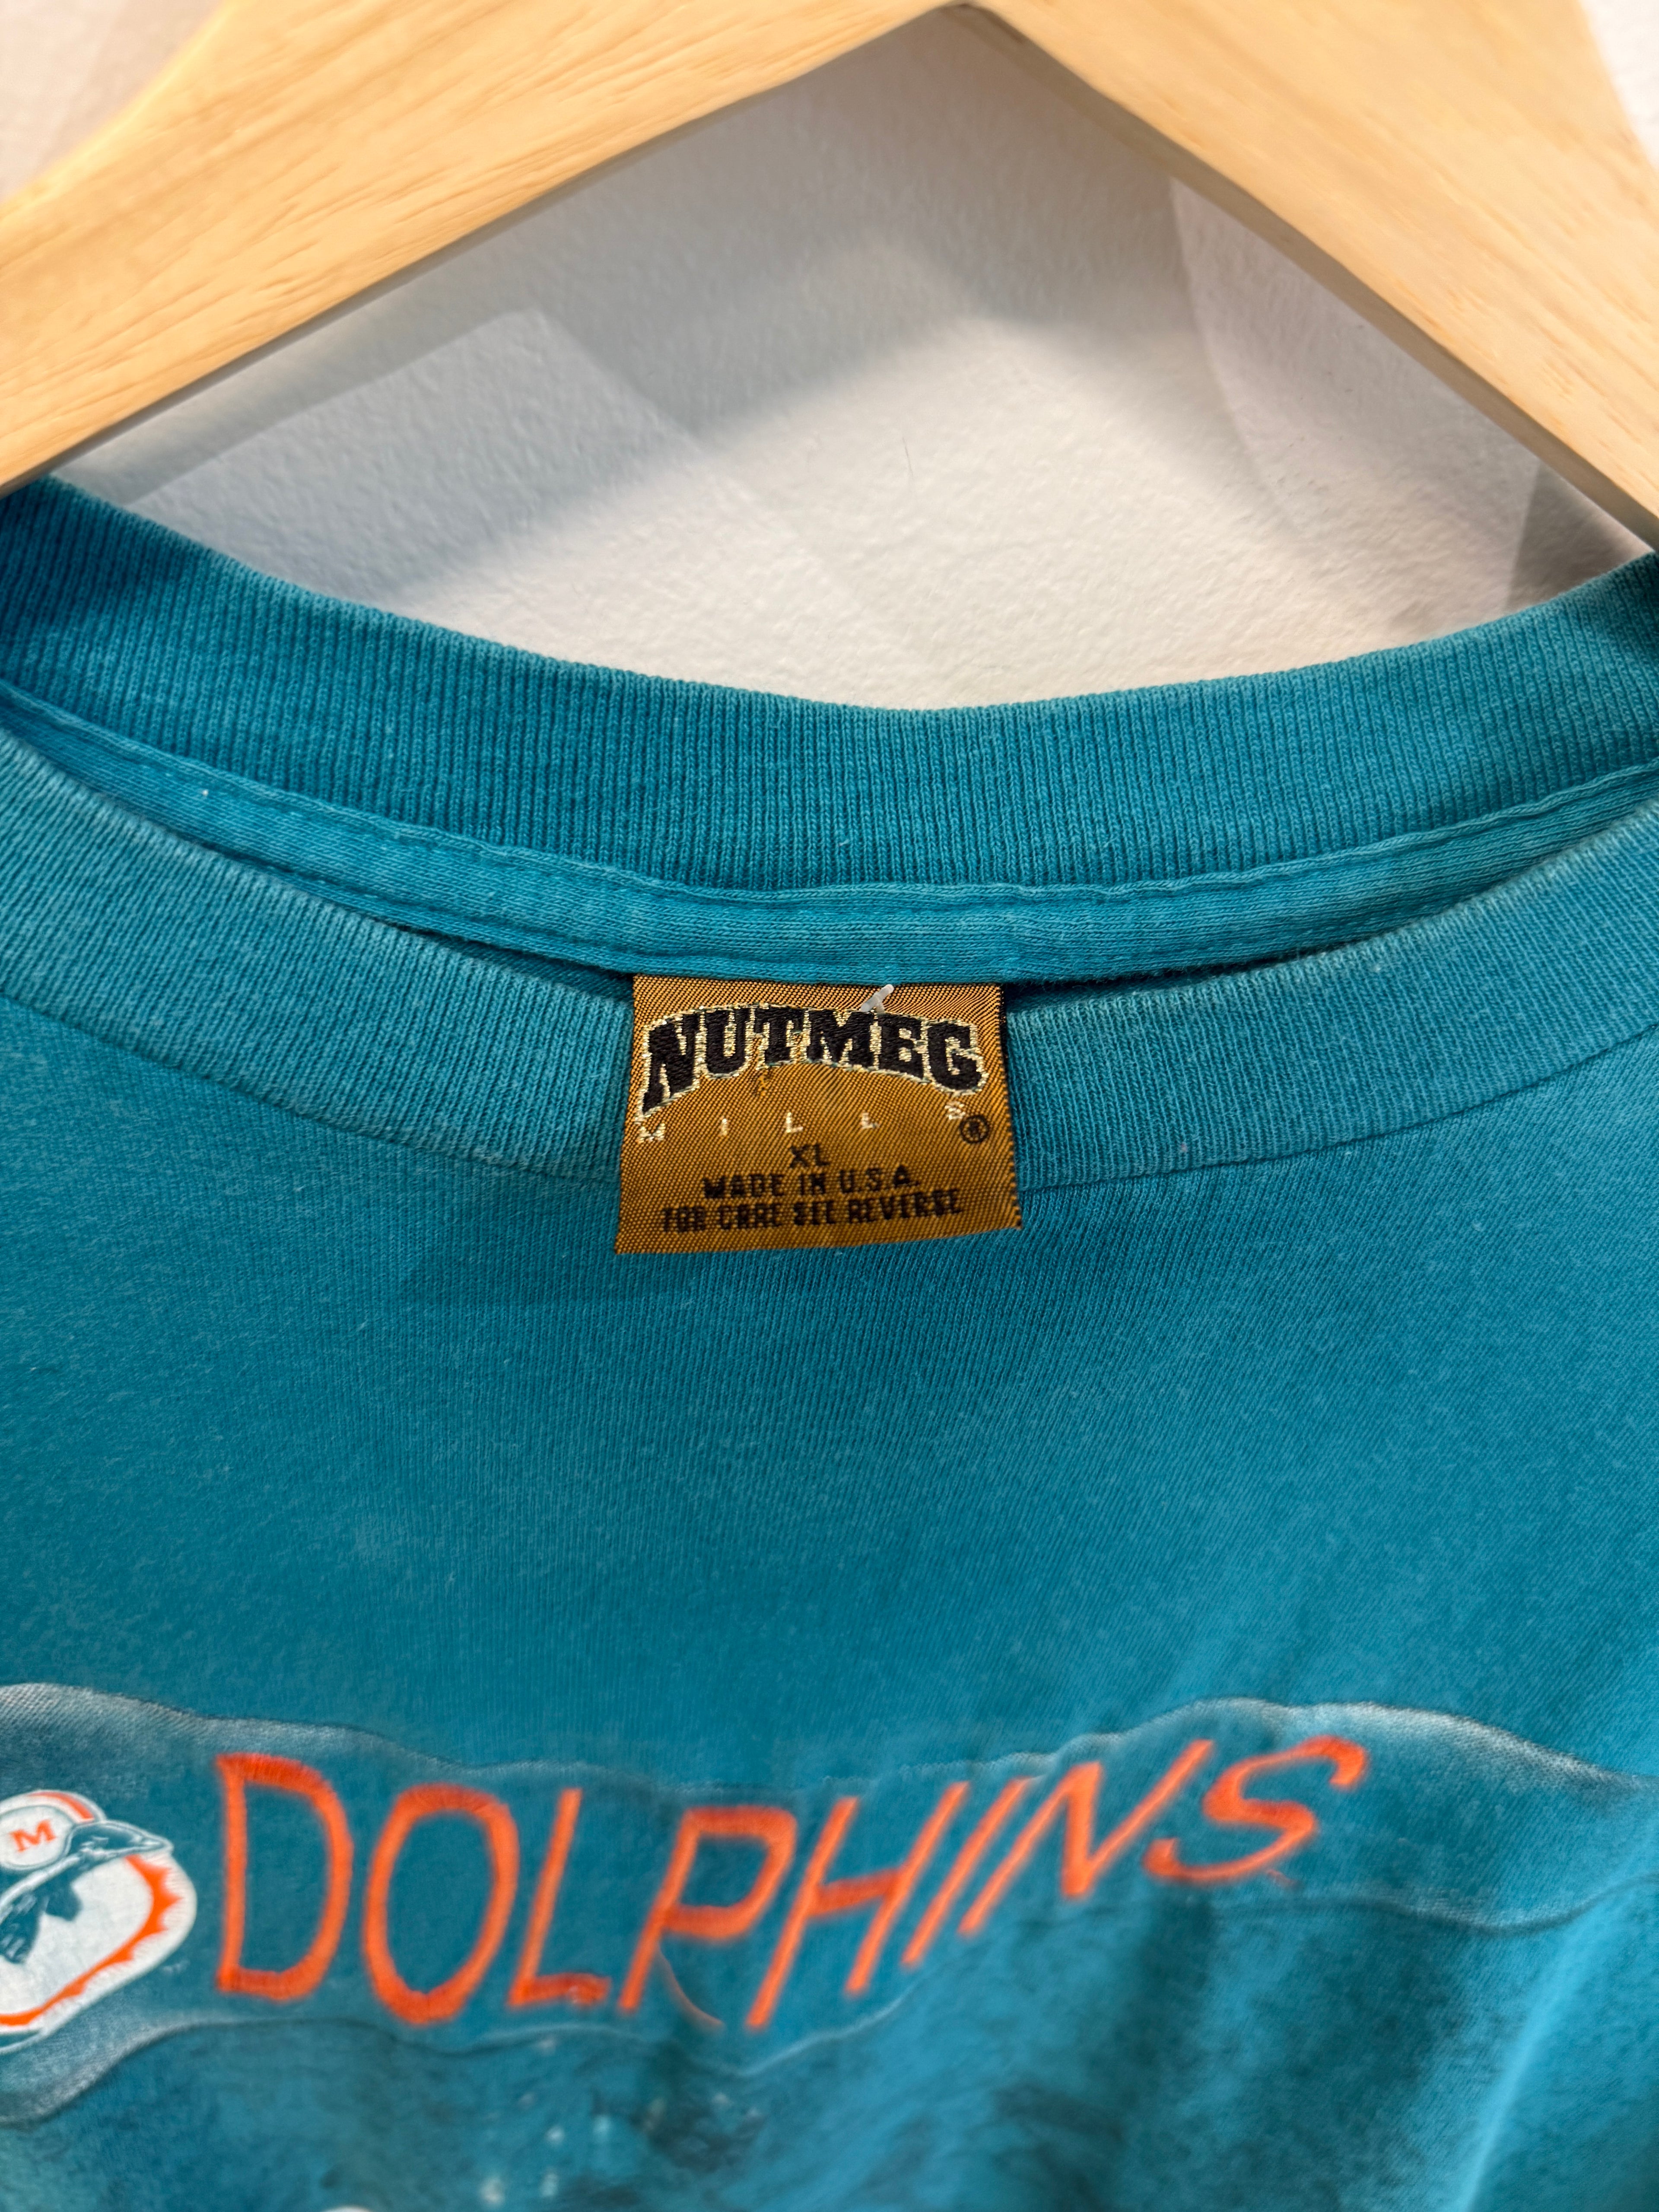 NUTMEG
MILLS®
XL
MADE IN U.S.A.
FOR CARE SEE REVERSE
M
DOLPHINS